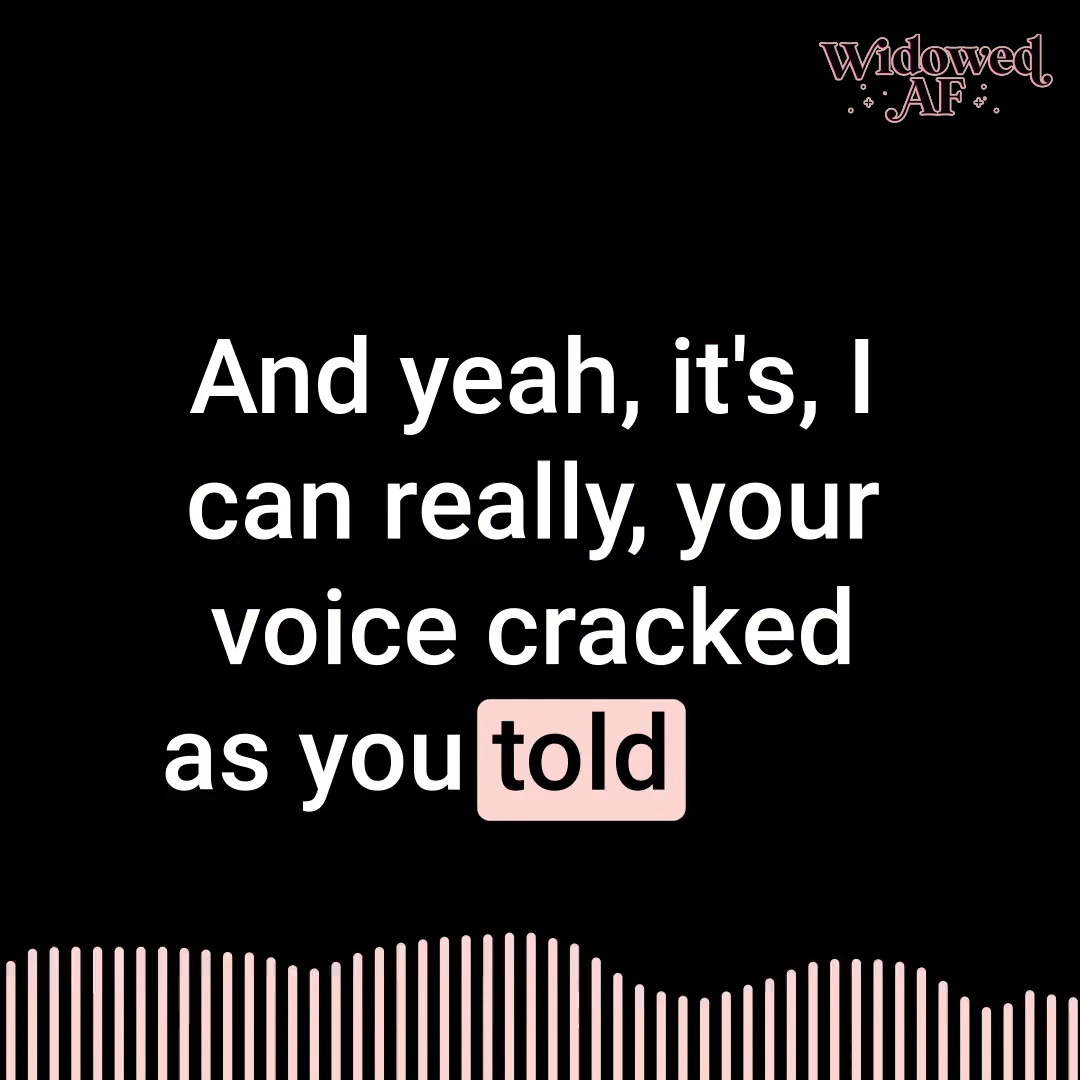 Widowed
AF
And yeah, it's, I
can really, your
voice cracked
as you told